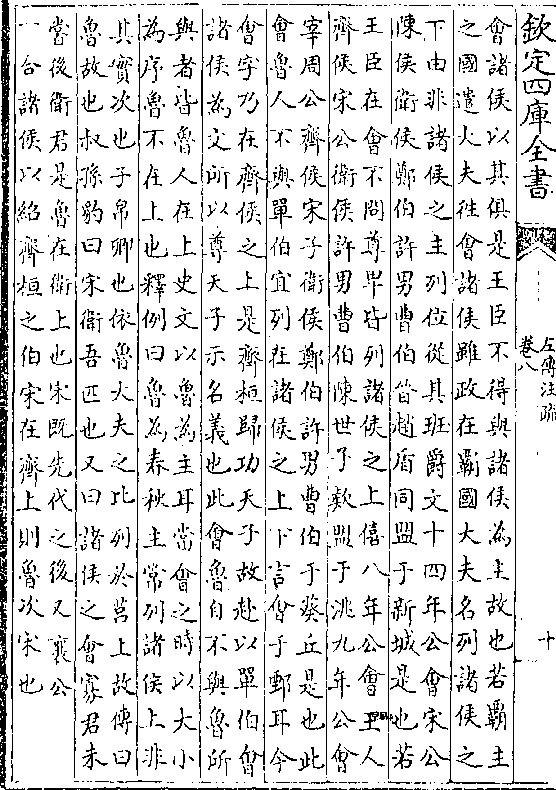 欽定四庫全書
左傳注疏
卷八
十
會諸侯以其俱是王臣不得與諸侯為主故也若霸主
之國遣大夫往會諸侯雖政在霸國大夫名列諸侯之
下由非諸侯之主列位從其班爵文十四年公會宋公
陳侯衛侯鄭伯許男曹伯晉趙盾同盟于新城是也若
王臣在會不問尊卑皆列諸侯之上僖八年公會王人
齊侯宋公衛侯許男曹伯陳世子欵盟于洮九年公會
宰周公齊侯宋子衛侯鄭伯許男曹伯于葵丘是也此
會魯人不與單伯宜列在諸侯之上下言會于鄄耳今
會字乃在齊侯之上是齊桓歸功天子故赴以單伯會
諸侯為文所以尊天子示名義也此會魯自不與魯所
與者皆魯人在上史文以魯為主耳當會之時以大小
為序魯不在上也釋例曰魯為春秋主常列諸侯上非
其實次也子帛卿也依魯大夫之比列於莒上故傳曰
魯故也叔孫豹曰宋衛吾匹也又曰諸侯之會寡君未
嘗後衛君是魯在衛上也宋既先代之後又襄公
一合諸侯以紹齊桓之伯宋在齊上則魯次宋也